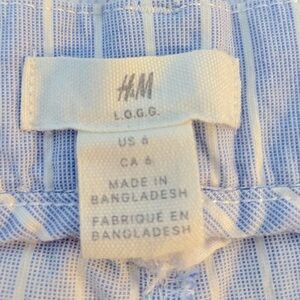 H&M
L.O.G.G.
US 6
CA 6
MADE IN
BANGLADESH
FABRIQUÉ EN
BANGLADESH